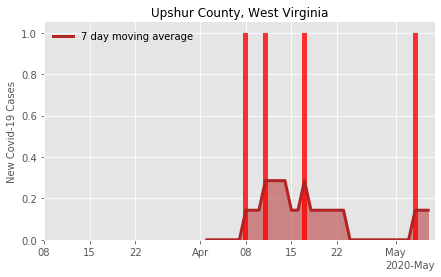 Upshur County, West Virginia
7 day moving average
New Covid-19 Cases
1.0
0.8
0.6
0.4
0.2
0.0
08 15 22 Apr 08 15 22 May
2020-May